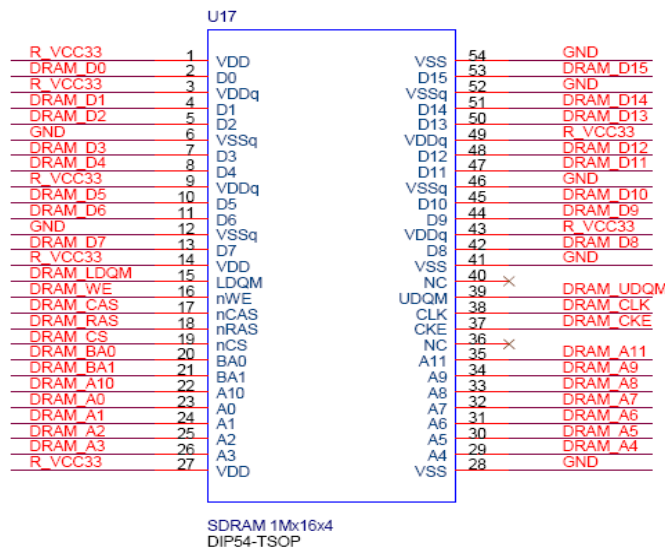 U17
R_VCC33 1 VDD VSS 54 GND
DRAM_D0 2 D0 D15 53 DRAM_D15
R_VCC33 3 VDDq VSSq 52 GND
DRAM_D1 4 D1 D14 51 DRAM_D14
DRAM_D2 5 D2 D13 50 DRAM_D13
GND 6 VSSq VDDq 49 R_VCC33
DRAM_D3 7 D3 D12 48 DRAM_D12
DRAM_D4 8 D4 D11 47 DRAM_D11
R_VCC33 9 VDDq VSSq 46 GND
DRAM_D5 10 D5 D10 45 DRAM_D10
DRAM_D6 11 D6 D9 44 DRAM_D9
GND 12 VSSq VDDq 43 R_VCC33
DRAM_D7 13 D7 D8 42 DRAM_D8
R_VCC33 14 VDD VSS 41 GND
DRAM_LDQM 15 LDQM NC 40
DRAM_WE 16 nWE UDQM 39 DRAM_UDQM
DRAM_CAS 17 nCAS CLK 38 DRAM_CLK
DRAM_RAS 18 nRAS CKE 37 DRAM_CKE
DRAM_CS 19 nCS NC 36
DRAM_BA0 20 BA0 A11 35 DRAM_A11
DRAM_BA1 21 BA1 A9 34 DRAM_A9
DRAM_A10 22 A10 A8 33 DRAM_A8
DRAM_A0 23 A0 A7 32 DRAM_A7
DRAM_A1 24 A1 A6 31 DRAM_A6
DRAM_A2 25 A2 A5 30 DRAM_A5
DRAM_A3 26 A3 A4 29 DRAM_A4
R_VCC33 27 VDD VSS 28 GND
SDRAM 1Mx16x4
DIP54-TSOP